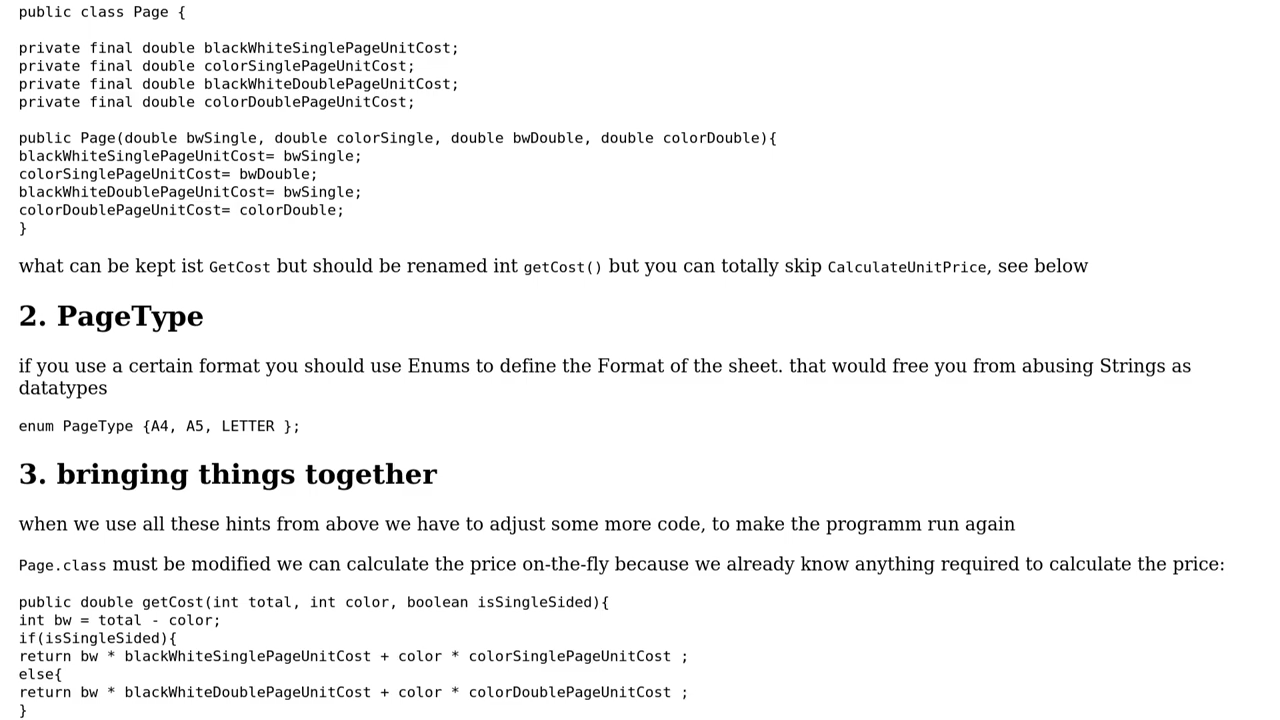 public class Page {
private final double blackWhiteSinglePageUnitCost;
private final double colorSinglePageUnitCost;
private final double blackWhiteDoublePageUnitCost;
private final double colorDoublePageUnitCost;
public Page(double bwSingle, double colorSingle, double bwDouble, double colorDouble){
blackWhiteSinglePageUnitCost= bwSingle;
colorSinglePageUnitCost= bwDouble;
blackWhiteDoublePageUnitCost= bwSingle;
colorDoublePageUnitCost= colorDouble;
}
what can be kept ist GetCost but should be renamed int getCost() but you can totally skip CalculateUnitPrice, see below
2. PageType
if you use a certain format you should use Enums to define the Format of the sheet. that would free you from abusing Strings as
datatypes
enum PageType {A4, A5, LETTER };
3. bringing things together
when we use all these hints from above we have to adjust some more code, to make the programm run again
Page.class must be modified we can calculate the price on-the-fly because we already know anything required to calculate the price:
public double getCost(int total, int color, boolean isSingleSided){
int bw = total - color;
if(isSingleSided){
return bw * blackWhiteSinglePageUnitCost + color * colorSinglePageUnitCost ;
else{
return bw * blackWhiteDoublePageUnitCost + color * colorDoublePageUnitCost ;
}